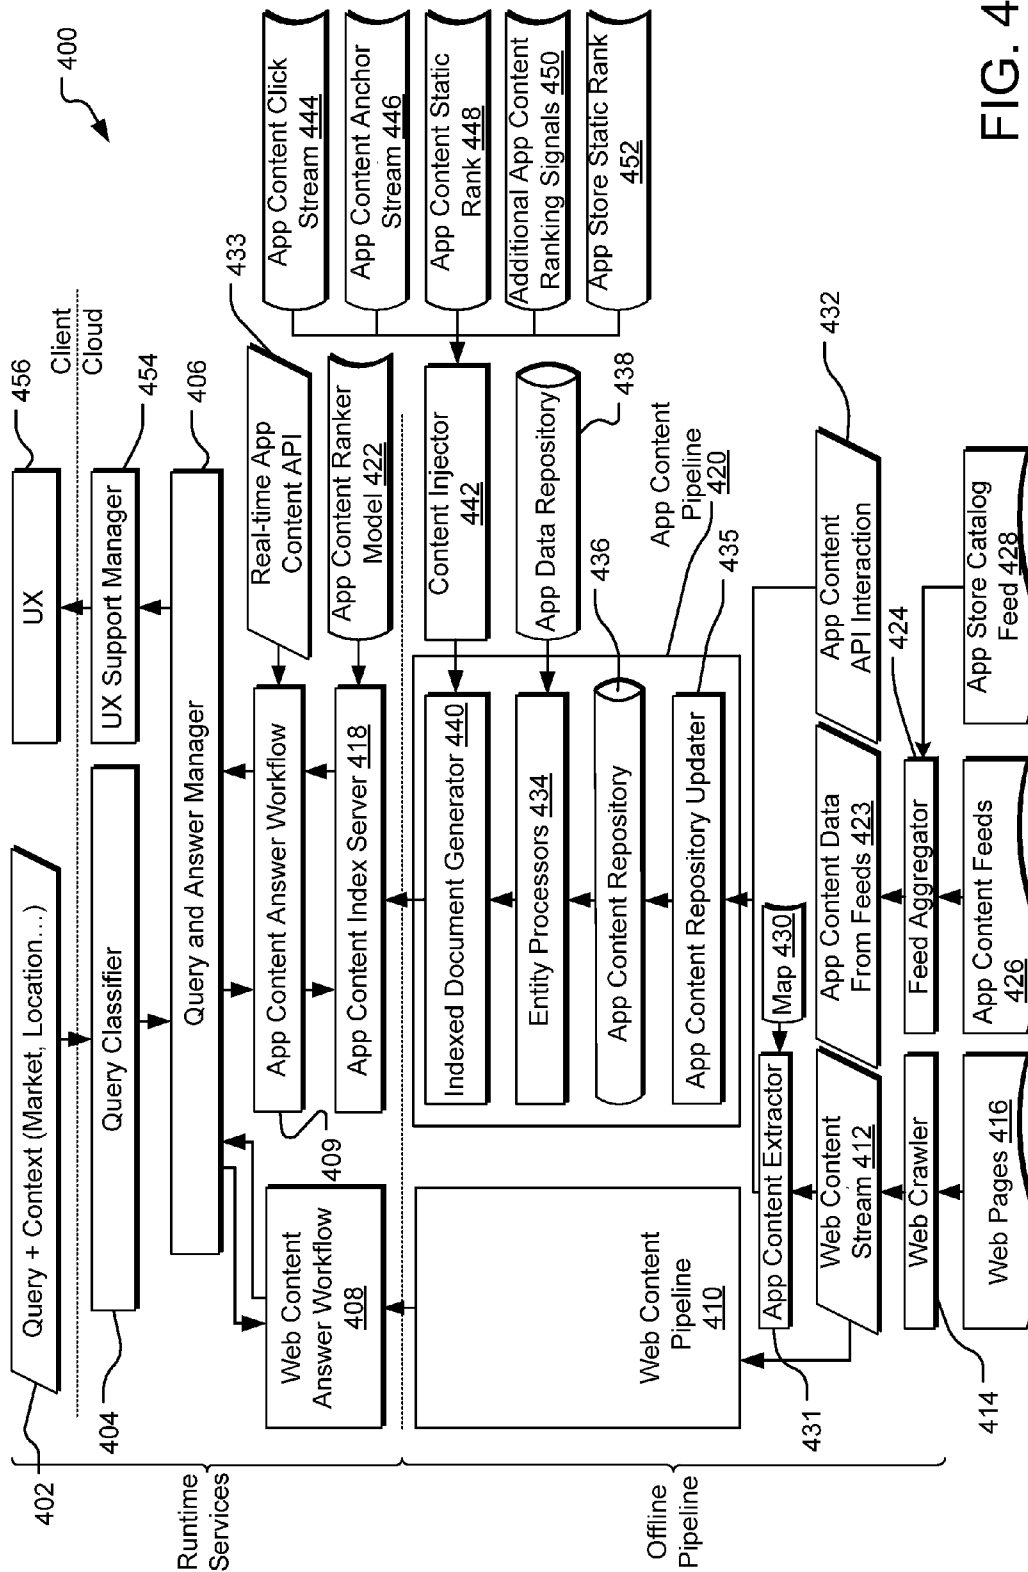 400
402
Query + Context (Market, Location…)
UX
456
Client
Cloud
404
Query Classifier
UX Support Manager
454
Query and Answer Manager
406
Runtime
Services
Web Content
Answer Workflow
408
409
App Content Answer Workflow
Real-time App
Content API
433
App Content Index Server 418
App Content Ranker
Model 422
App Content Click
Stream 444
App Content Anchor
Stream 446
App Content Static
Rank 448
Additional App Content
Ranking Signals 450
App Store Static Rank
452
Offline
Pipeline
Web Content
Pipeline
410
Indexed Document Generator 440
Content Injector
442
Entity Processors 434
App Data Repository
438
App Content Repository
436
App Content Repository Updater
435
App Content
Pipeline
420
431
App Content Extractor
Map 430
Web Content
Stream 412
App Content Data
From Feeds 423
App Content
API Interaction
432
414
Web Crawler
Feed Aggregator
424
Web Pages 416
App Content Feeds
426
App Store Catalog
Feed 428
FIG. 4